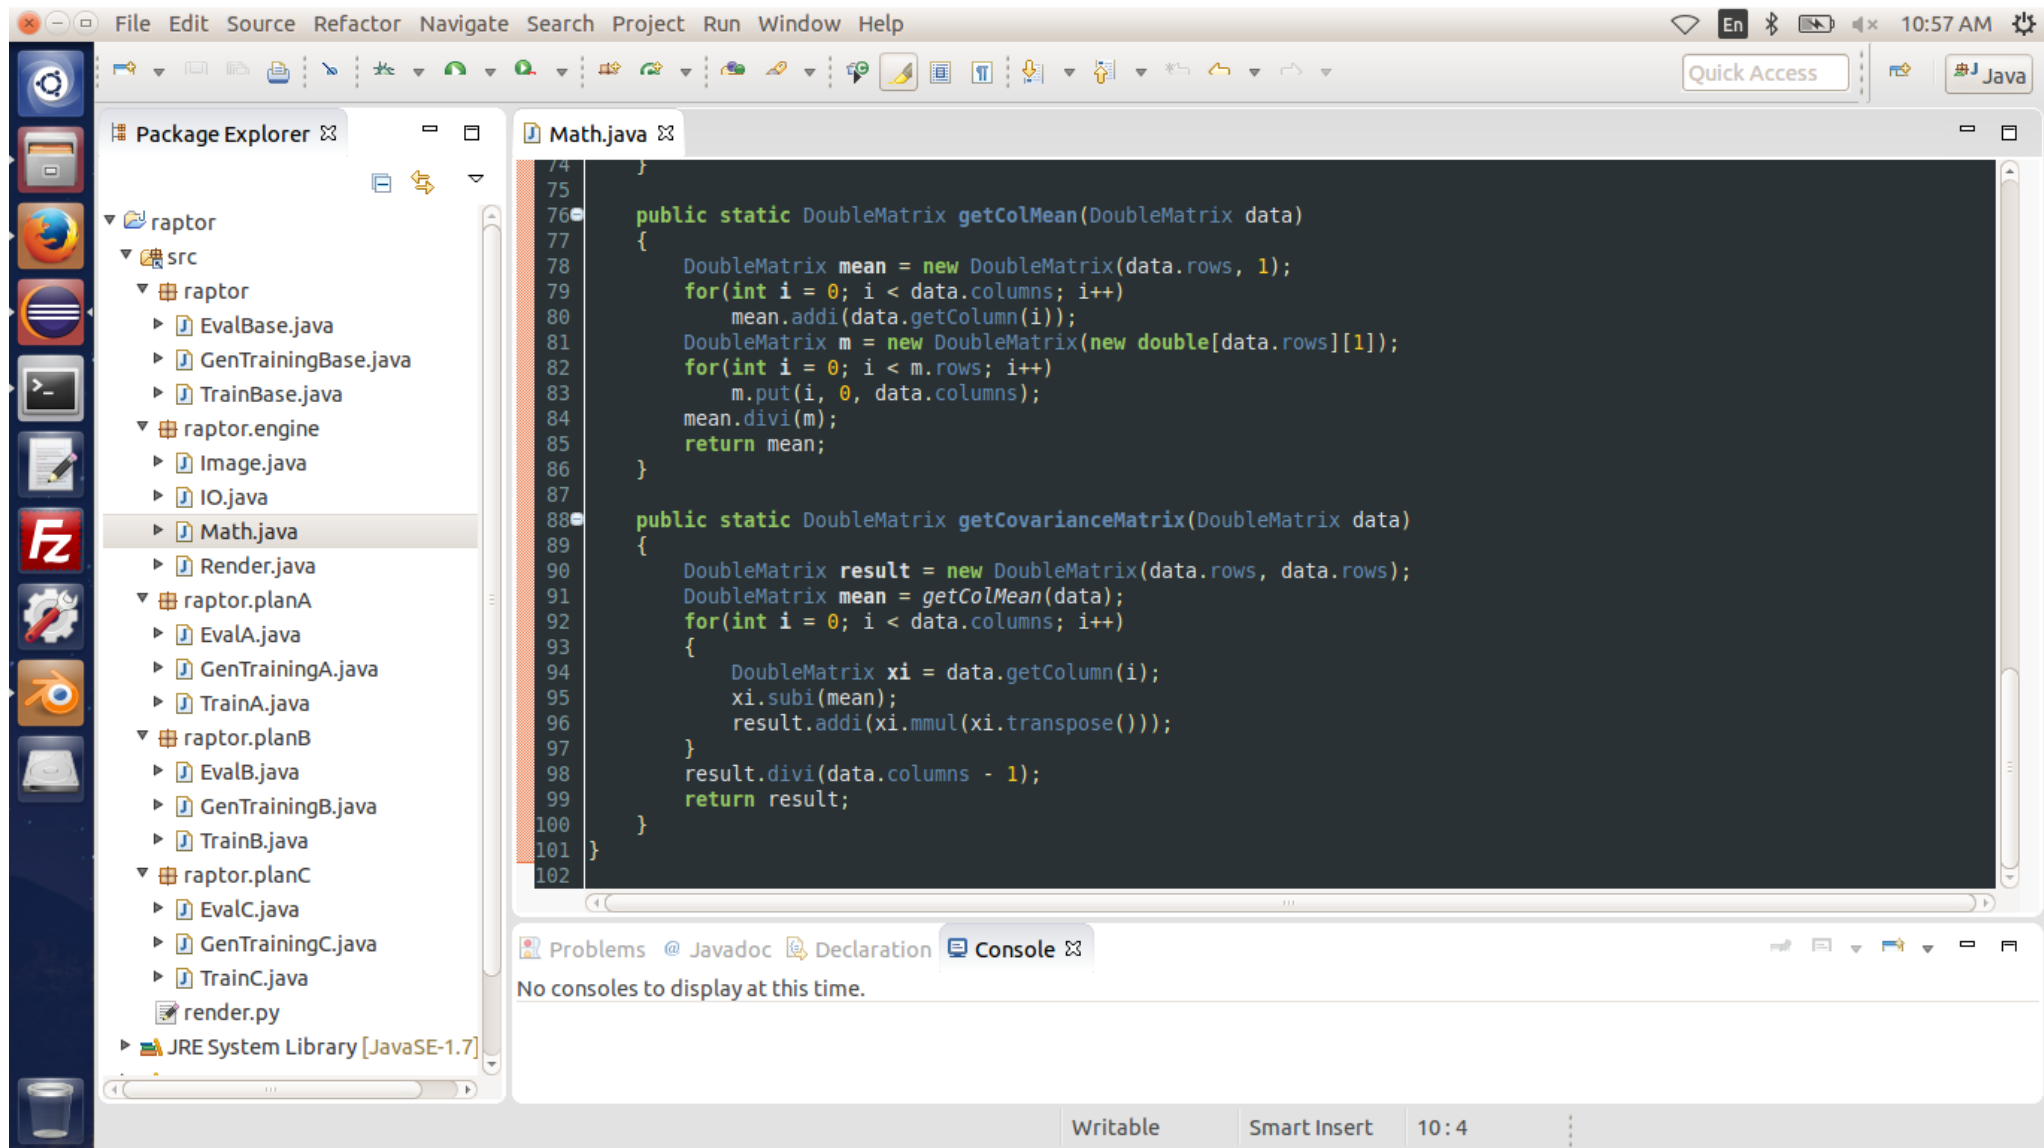 File Edit Source Refactor Navigate Search Project Run Window Help En 10:57 AM
Quick Access Java
Package Explorer
raptor
src
raptor
EvalBase.java
GenTrainingBase.java
TrainBase.java
raptor.engine
Image.java
IO.java
Math.java
Render.java
raptor.planA
EvalA.java
GenTrainingA.java
TrainA.java
raptor.planB
EvalB.java
GenTrainingB.java
TrainB.java
raptor.planC
EvalC.java
GenTrainingC.java
TrainC.java
render.py
JRE System Library [JavaSE-1.7]
Math.java
74 }
75
76 public static DoubleMatrix getColMean(DoubleMatrix data)
77 {
78 DoubleMatrix mean = new DoubleMatrix(data.rows, 1);
79 for(int i = 0; i < data.columns; i++)
80 mean.addi(data.getColumn(i));
81 DoubleMatrix m = new DoubleMatrix(new double[data.rows][1]);
82 for(int i = 0; i < m.rows; i++)
83 m.put(i, 0, data.columns);
84 mean.divi(m);
85 return mean;
86 }
87
88 public static DoubleMatrix getCovarianceMatrix(DoubleMatrix data)
89 {
90 DoubleMatrix result = new DoubleMatrix(data.rows, data.rows);
91 DoubleMatrix mean = getColMean(data);
92 for(int i = 0; i < data.columns; i++)
93 {
94 DoubleMatrix xi = data.getColumn(i);
95 xi.subi(mean);
96 result.addi(xi.mmul(xi.transpose()));
97 }
98 result.divi(data.columns - 1);
99 return result;
100 }
101 }
102
Problems @ Javadoc Declaration Console
No consoles to display at this time.
Writable Smart Insert 10 : 4